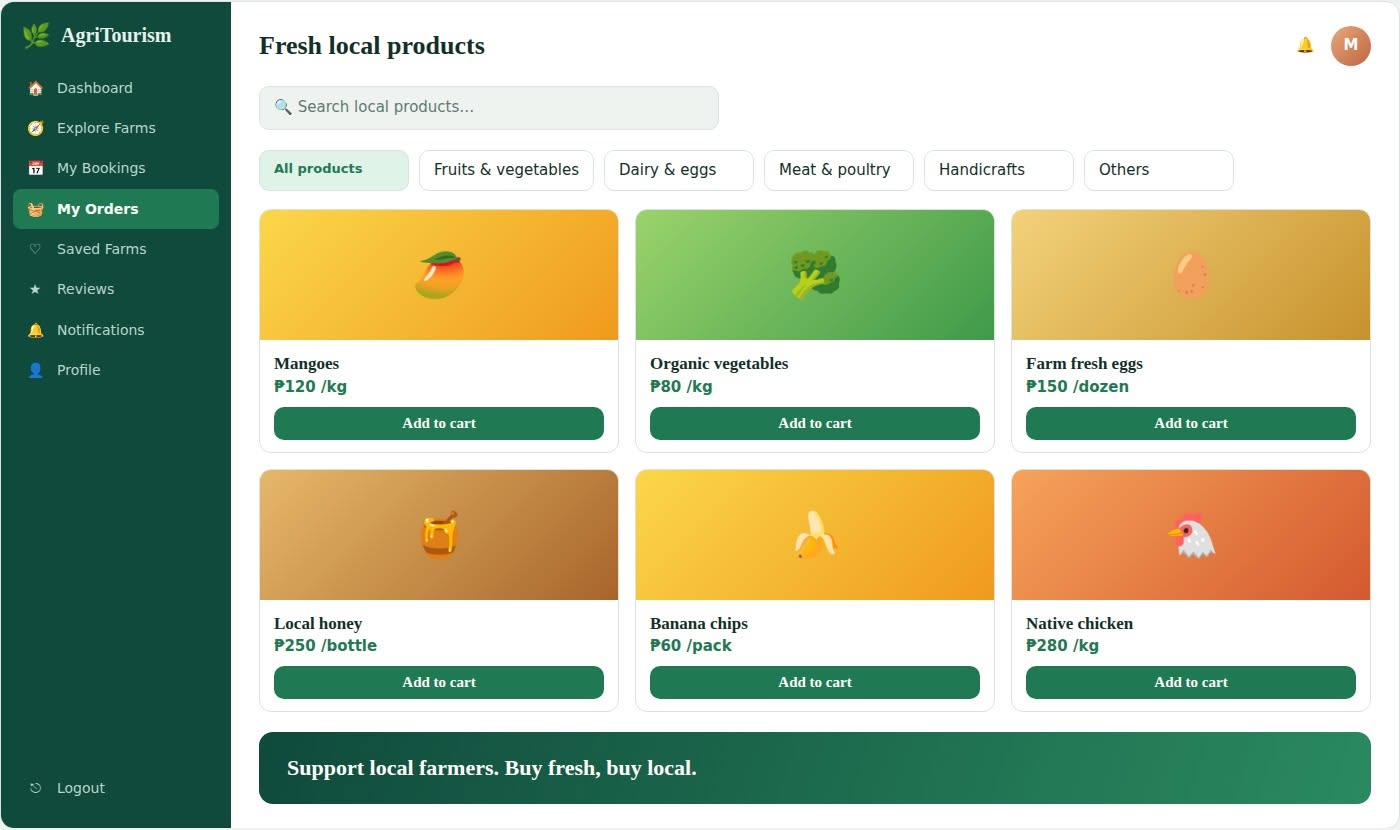 AgriTourism
Dashboard
Explore Farms
My Bookings
My Orders
Saved Farms
Reviews
Notifications
Profile
Logout
Fresh local products
M
Search local products...
All products
Fruits & vegetables
Dairy & eggs
Meat & poultry
Handicrafts
Others
Mangoes
₱120 /kg
Add to cart
Organic vegetables
₱80 /kg
Add to cart
Farm fresh eggs
₱150 /dozen
Add to cart
Local honey
₱250 /bottle
Add to cart
Banana chips
₱60 /pack
Add to cart
Native chicken
₱280 /kg
Add to cart
Support local farmers. Buy fresh, buy local.